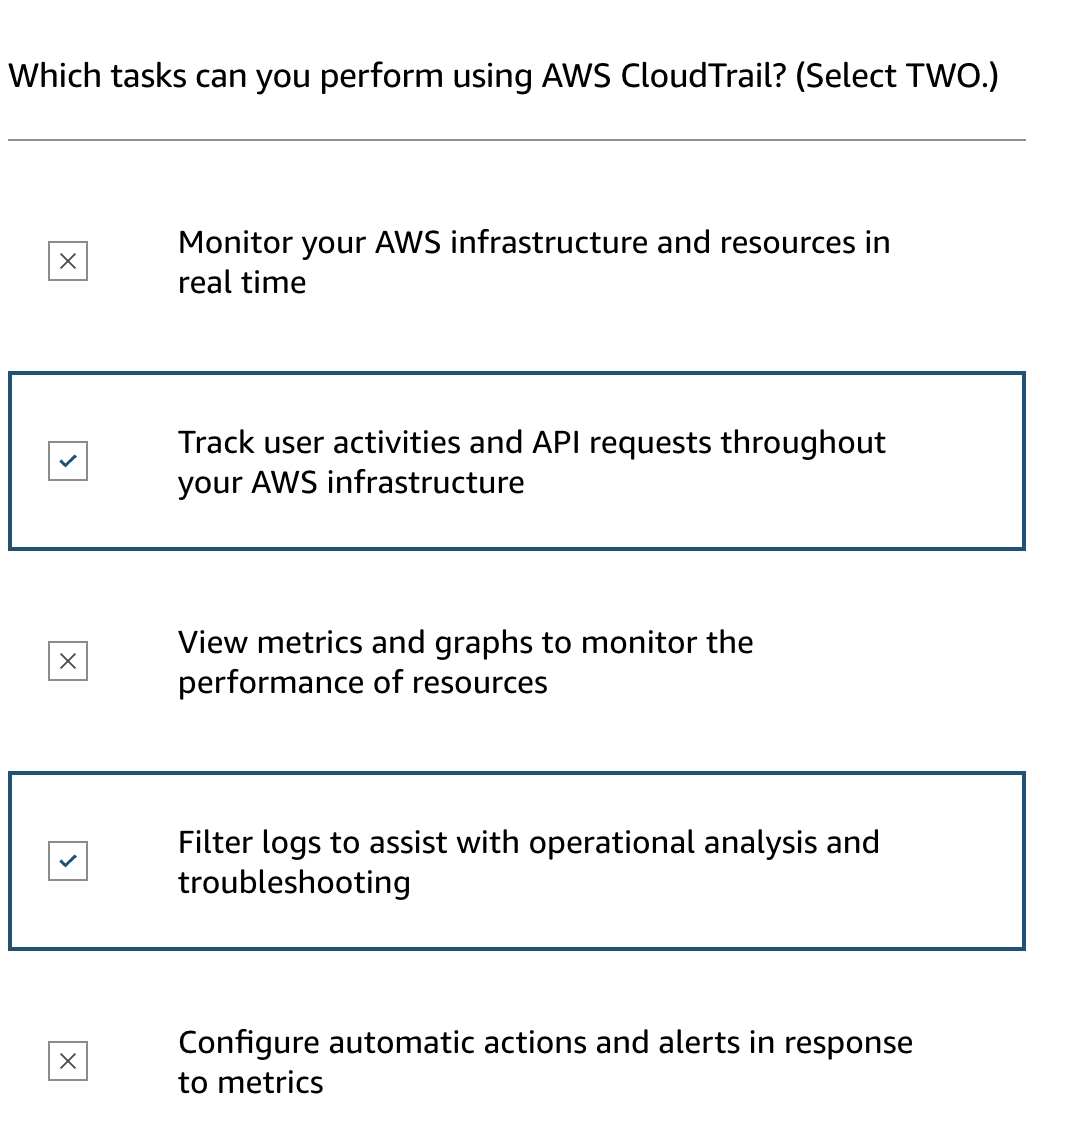 Which tasks can you perform using AWS CloudTrail? (Select TWO.)
Monitor your AWS infrastructure and resources in
real time
Track user activities and API requests throughout
your AWS infrastructure
View metrics and graphs to monitor the
performance of resources
Filter logs to assist with operational analysis and
troubleshooting
Configure automatic actions and alerts in response
to metrics